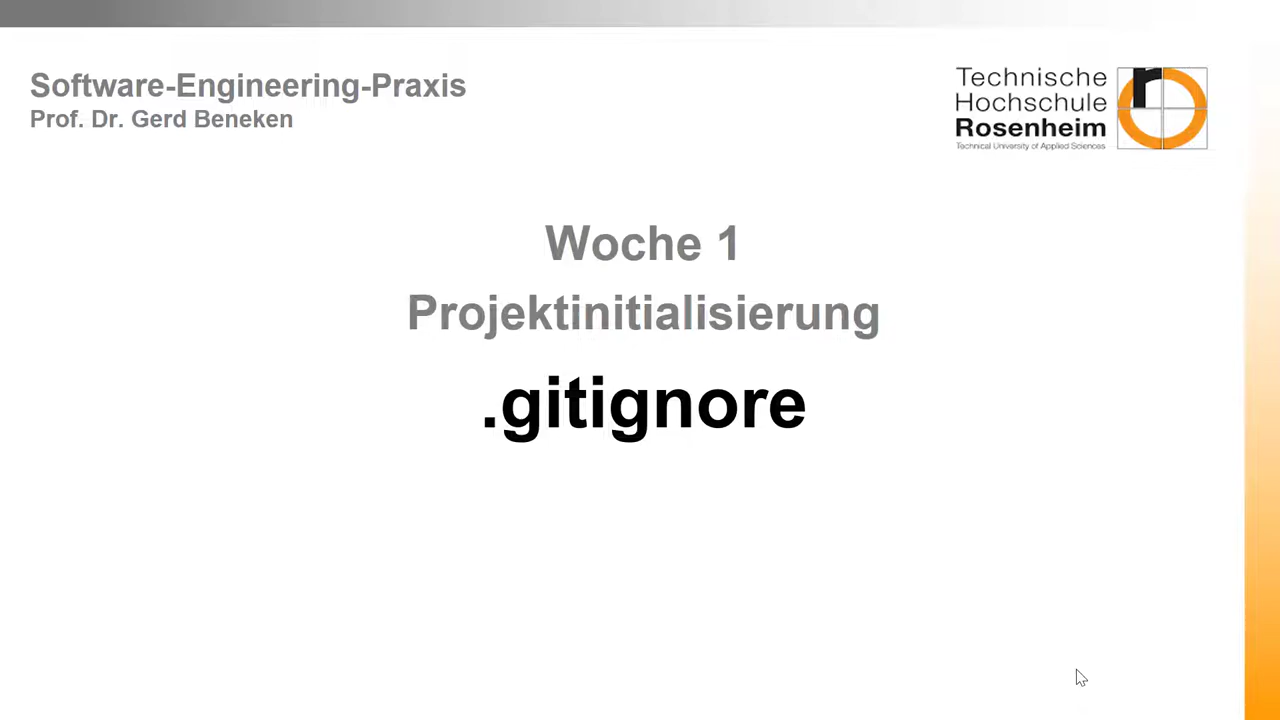 Software-Engineering-Praxis
Prof. Dr. Gerd Beneken
Technische
Hochschule
Rosenheim
Technical University of Applied Sciences
Woche 1
Projektinitialisierung
.gitignore